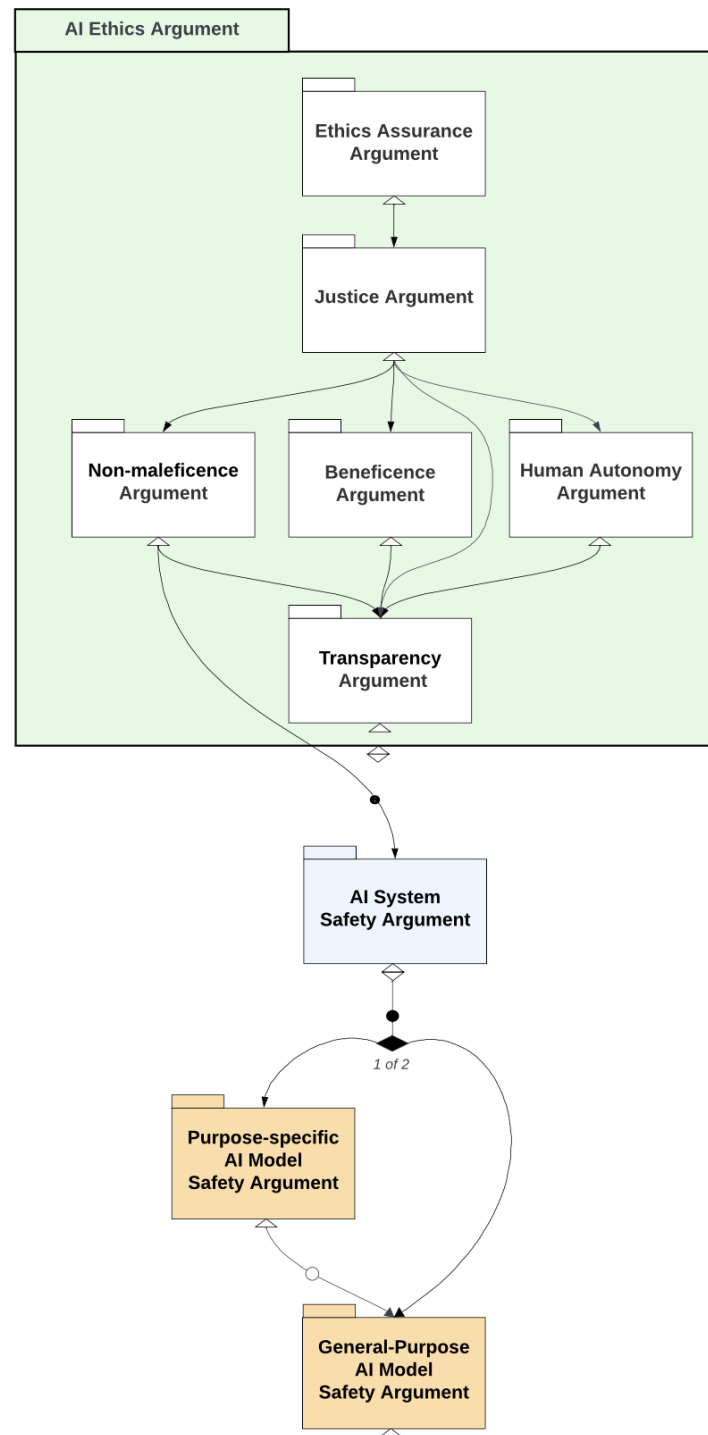 AI Ethics Argument
Ethics Assurance
Argument
Justice Argument
Non-maleficence
Argument
Beneficence
Argument
Human Autonomy
Argument
Transparency
Argument
AI System
Safety Argument
1 of 2
Purpose-specific
AI Model
Safety Argument
General-Purpose
AI Model
Safety Argument